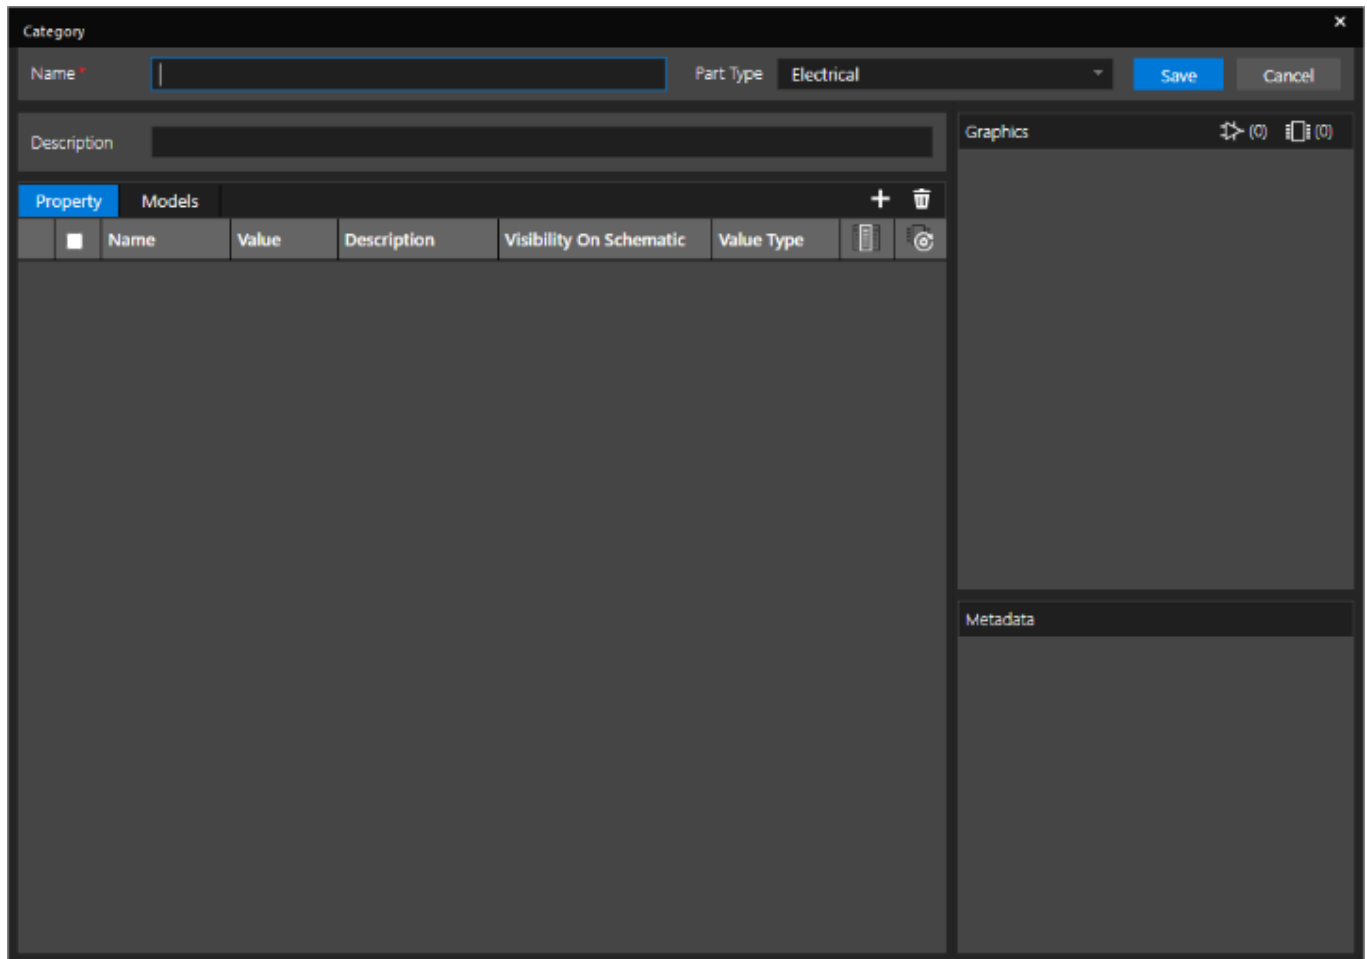 Category
Name * Part Type Electrical Save Cancel
Description
Graphics (0) (0)
Property Models
Name Value Description Visibility On Schematic Value Type
Metadata